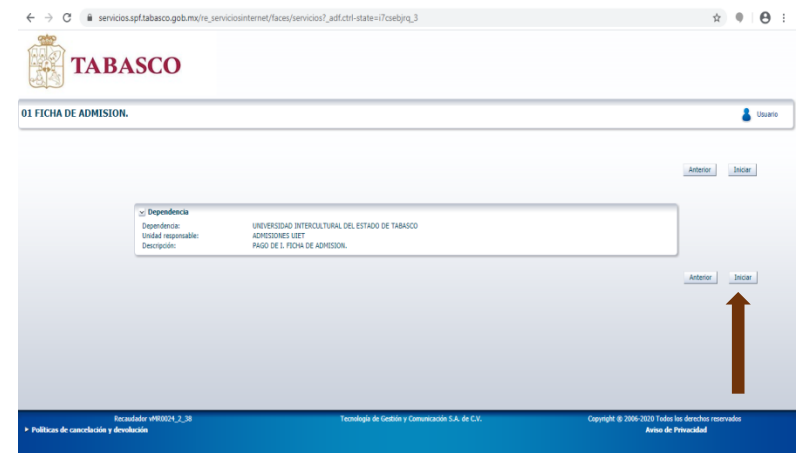 servicios.spf.tabasco.gob.mx/re_serviciosinternet/faces/servicios?_adf.ctrl-state=i7csebjrq_3
TABASCO
01 FICHA DE ADMISION.
Usuario
Anterior Iniciar
Dependencia
Dependencia: UNIVERSIDAD INTERCULTURAL DEL ESTADO DE TABASCO
Unidad responsable: ADMISIONES UIET
Descripción: PAGO DE I. FICHA DE ADMISION.
Anterior Iniciar
Recaudador vMR0024_2_38 Tecnología de Gestión y Comunicación S.A. de C.V. Copyright © 2006-2020 Todos los derechos reservados
Políticas de cancelación y devolución Aviso de Privacidad